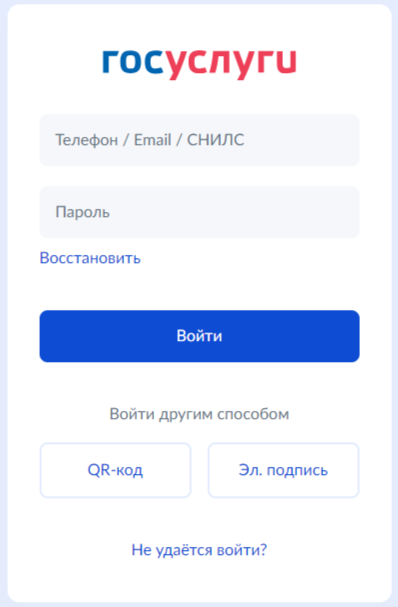 госуслуги
Телефон / Email / СНИЛС
Пароль
Восстановить
Войти
Войти другим способом
QR-код
Эл. подпись
Не удаётся войти?